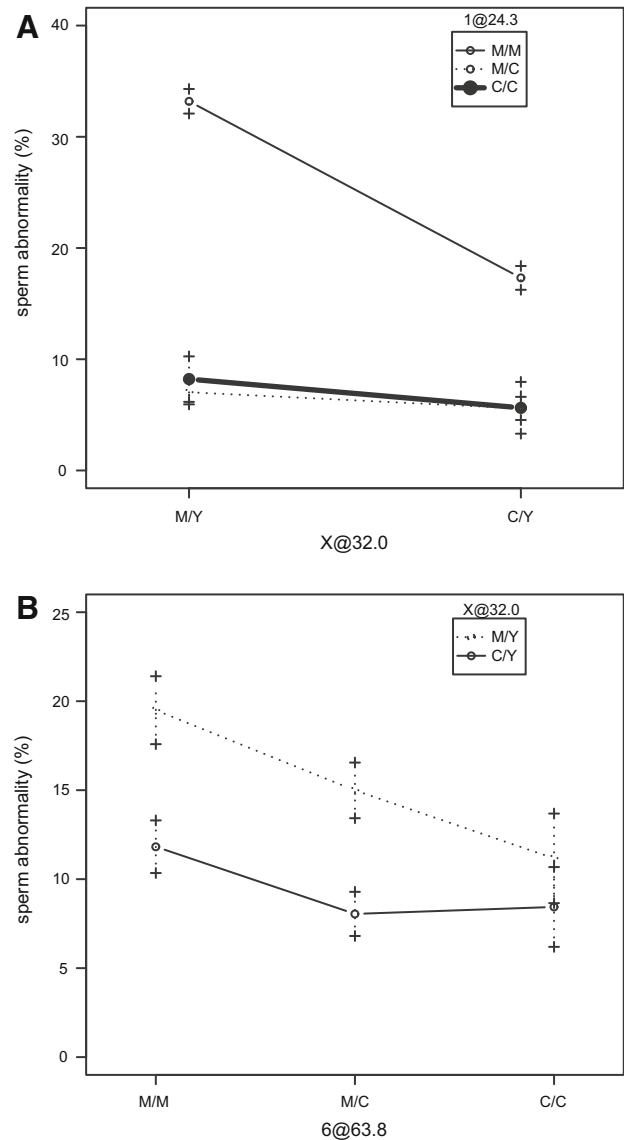 A
1@24.3
M/M
M/C
C/C
40
30
20
10
0
sperm abnormality (%)
M/Y
C/Y
X@32.0
B
X@32.0
M/Y
C/Y
25
20
15
10
5
0
sperm abnormality (%)
M/M
M/C
C/C
6@63.8